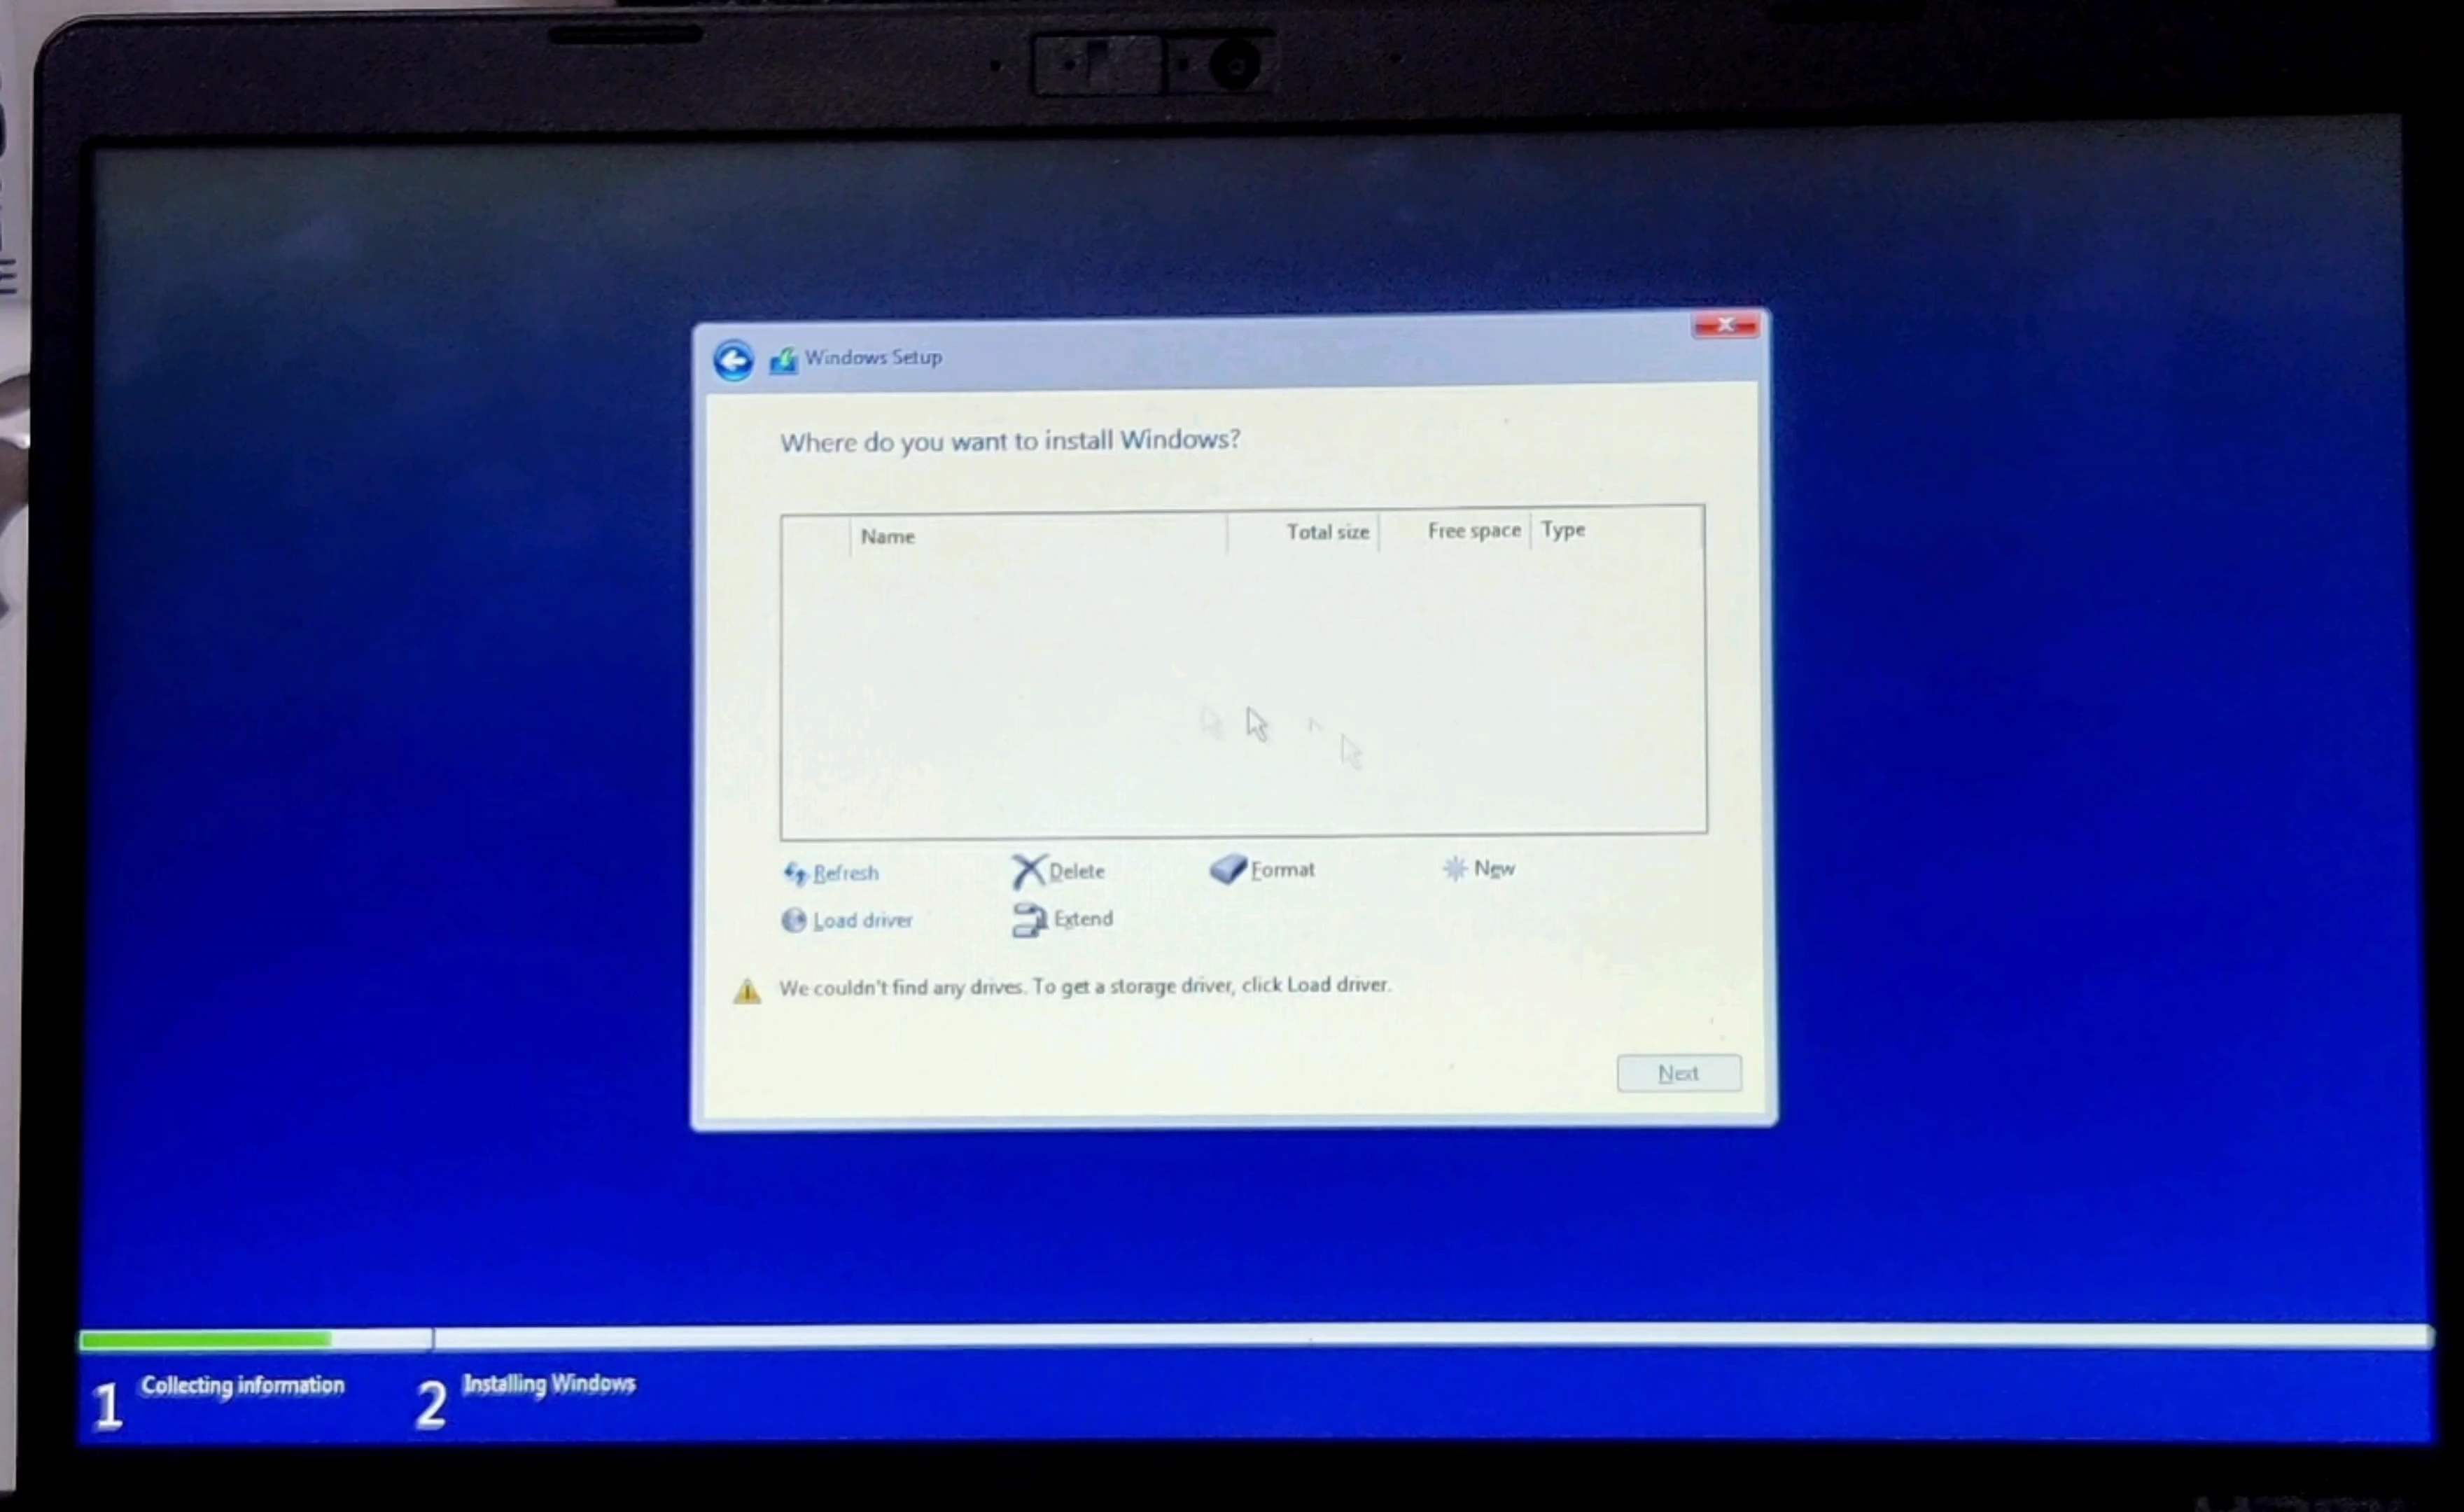 Windows Setup
Where do you want to install Windows?
Name Total size Free space Type
Refresh Delete Format New
Load driver Extend
We couldn't find any drives. To get a storage driver, click Load driver.
Next
1 Collecting information 2 Installing Windows